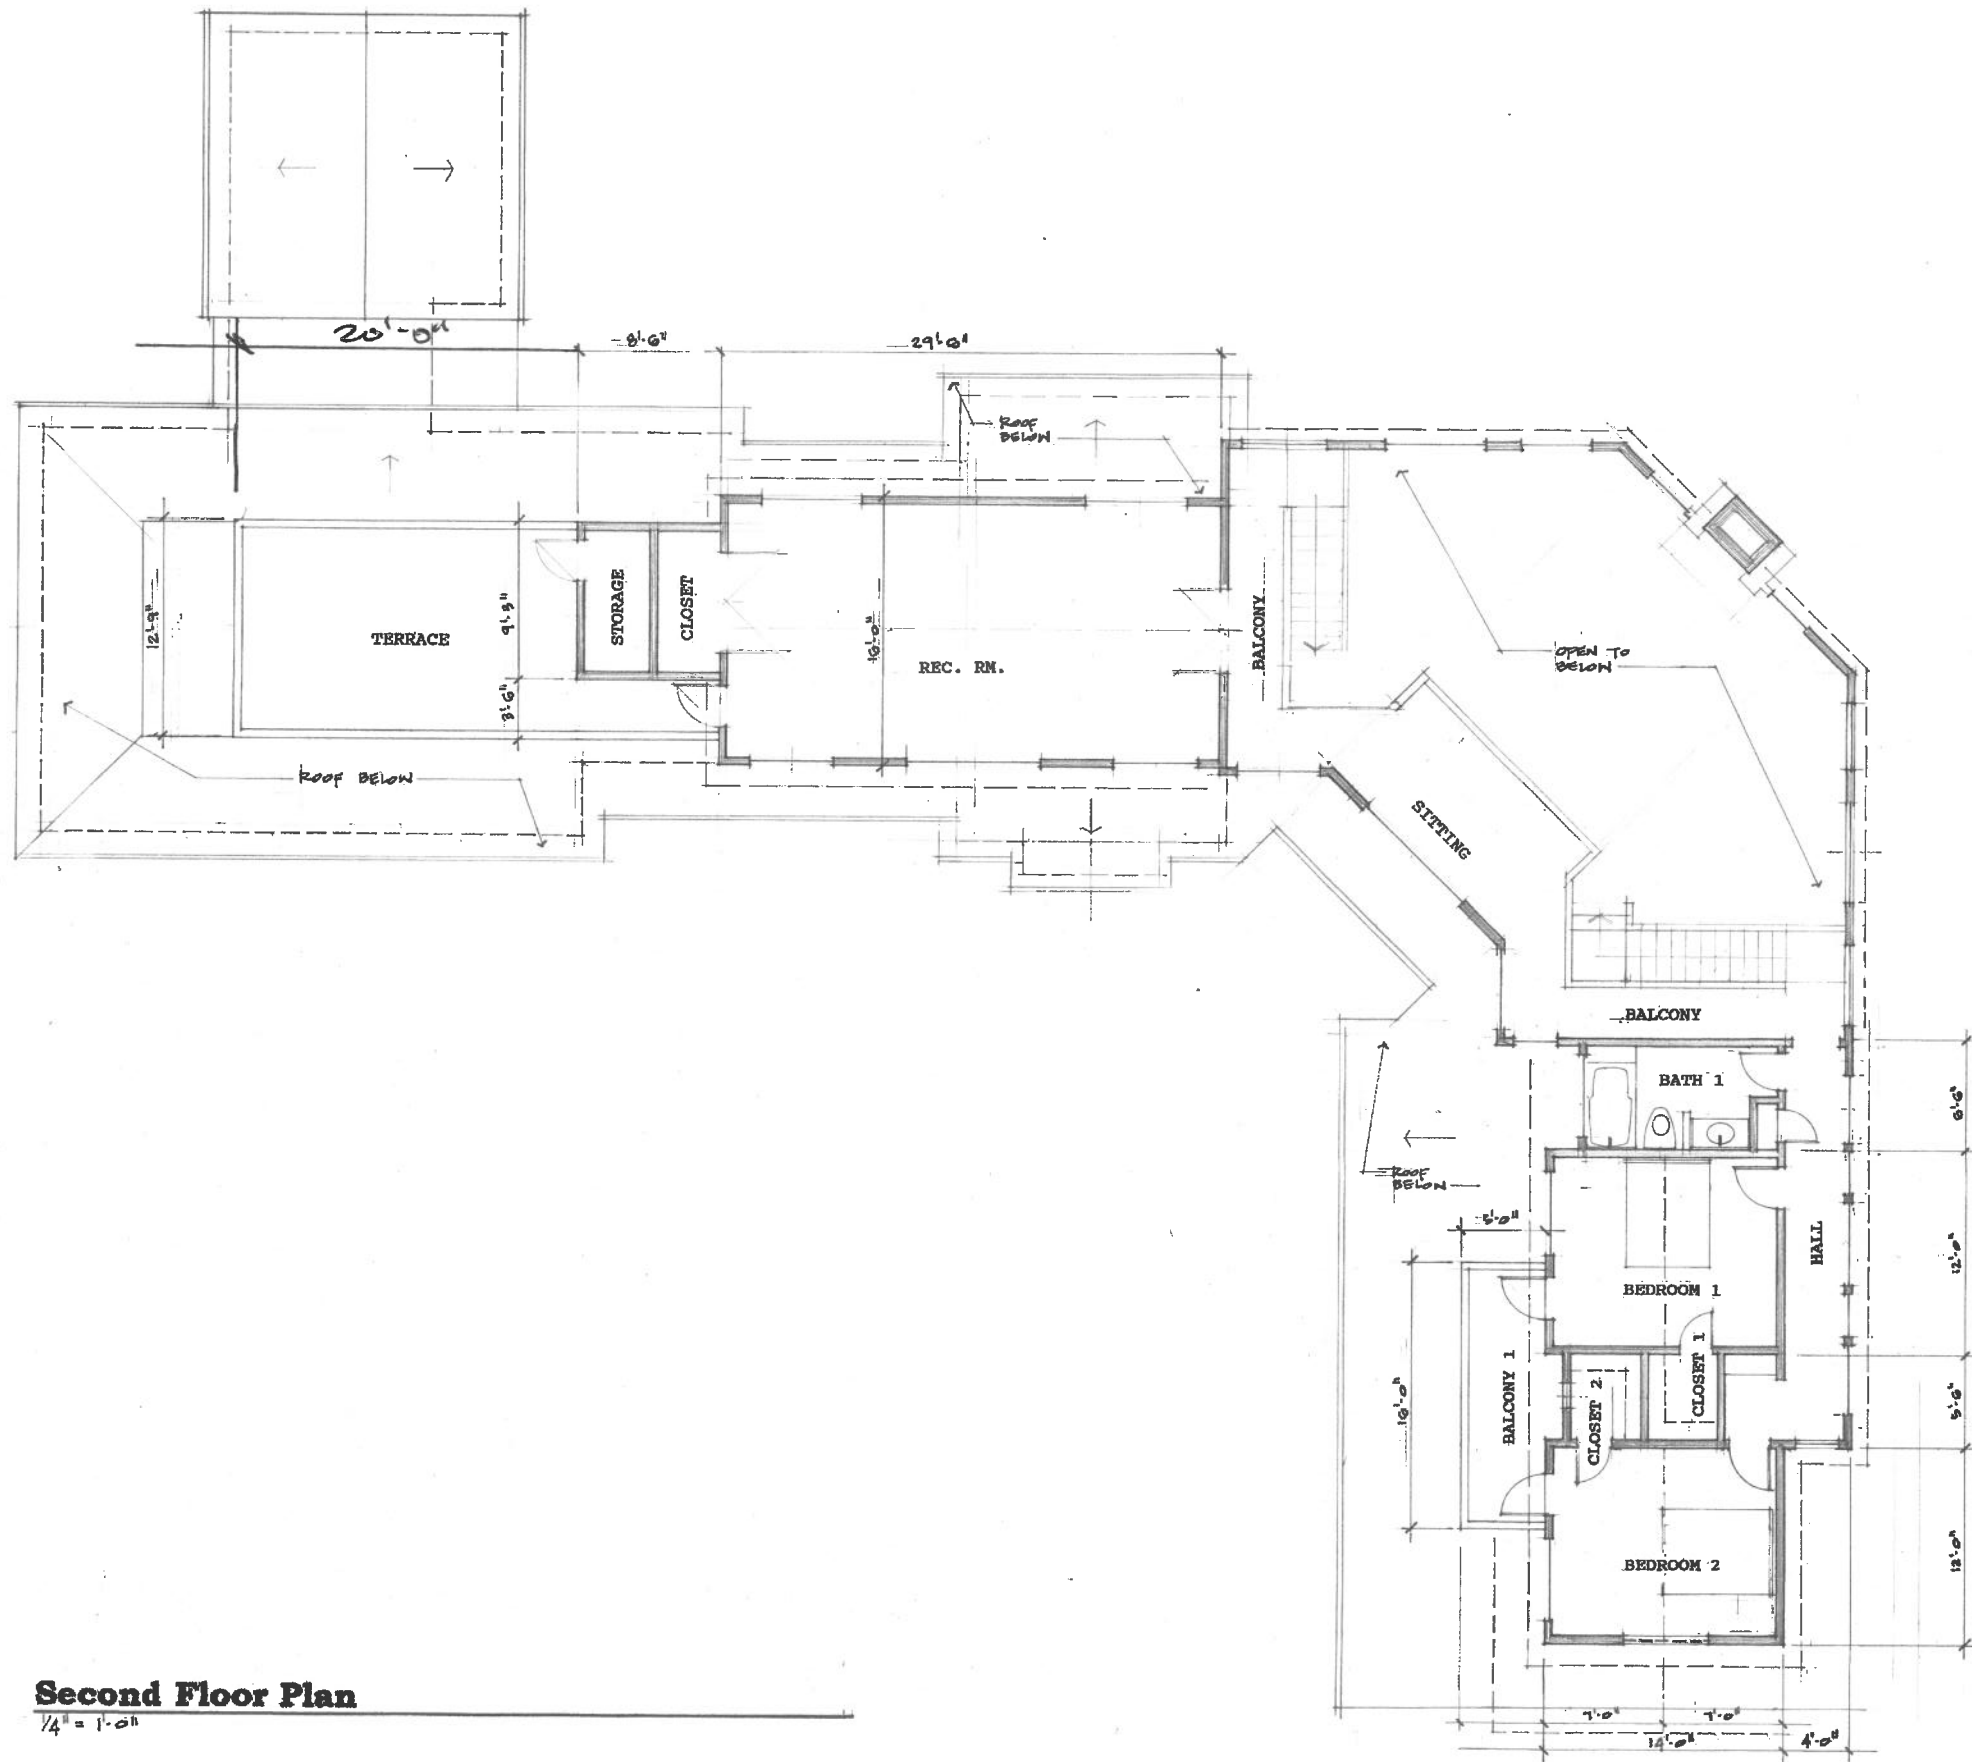 20'-0"
8'-6"
29'-8"
ROOF
BELOW
12'-9"
TERRACE
9'-3"
3'-6"
STORAGE
CLOSET
16'-0"
REC. RM.
BALCONY
OPEN TO
BELOW
ROOF BELOW
SITTING
BALCONY
BATH 1
6'-6"
ROOF
BELOW
5'-0"
HALL
12'-0"
BEDROOM 1
16'-0"
BALCONY 1
CLOSET 2
CLOSET 1
5'-6"
BEDROOM 2
12'-0"
Second Floor Plan
1/4" = 1'-0"
7'-0"
7'-0"
14'-0"
4'-0"